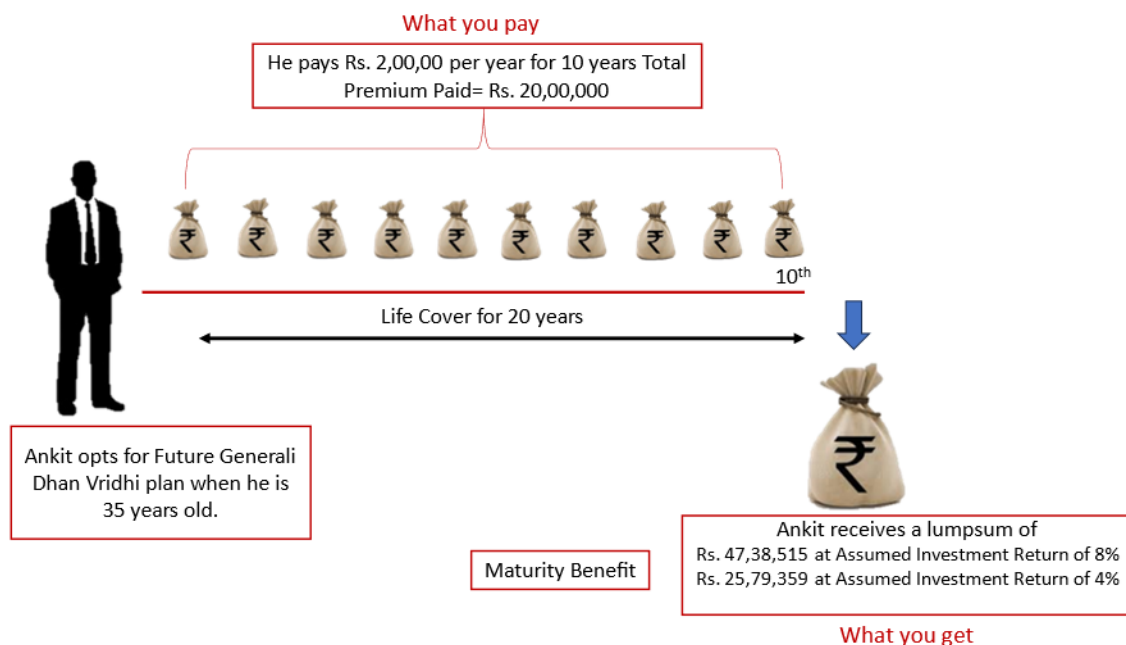 What you pay
He pays Rs. 2,00,00 per year for 10 years Total
Premium Paid= Rs. 20,00,000
₹ ₹ ₹ ₹ ₹ ₹ ₹ ₹ ₹ ₹
10th
Life Cover for 20 years
₹
Ankit opts for Future Generali
Dhan Vridhi plan when he is
35 years old.
Maturity Benefit
Ankit receives a lumpsum of
Rs. 47,38,515 at Assumed Investment Return of 8%
Rs. 25,79,359 at Assumed Investment Return of 4%
What you get